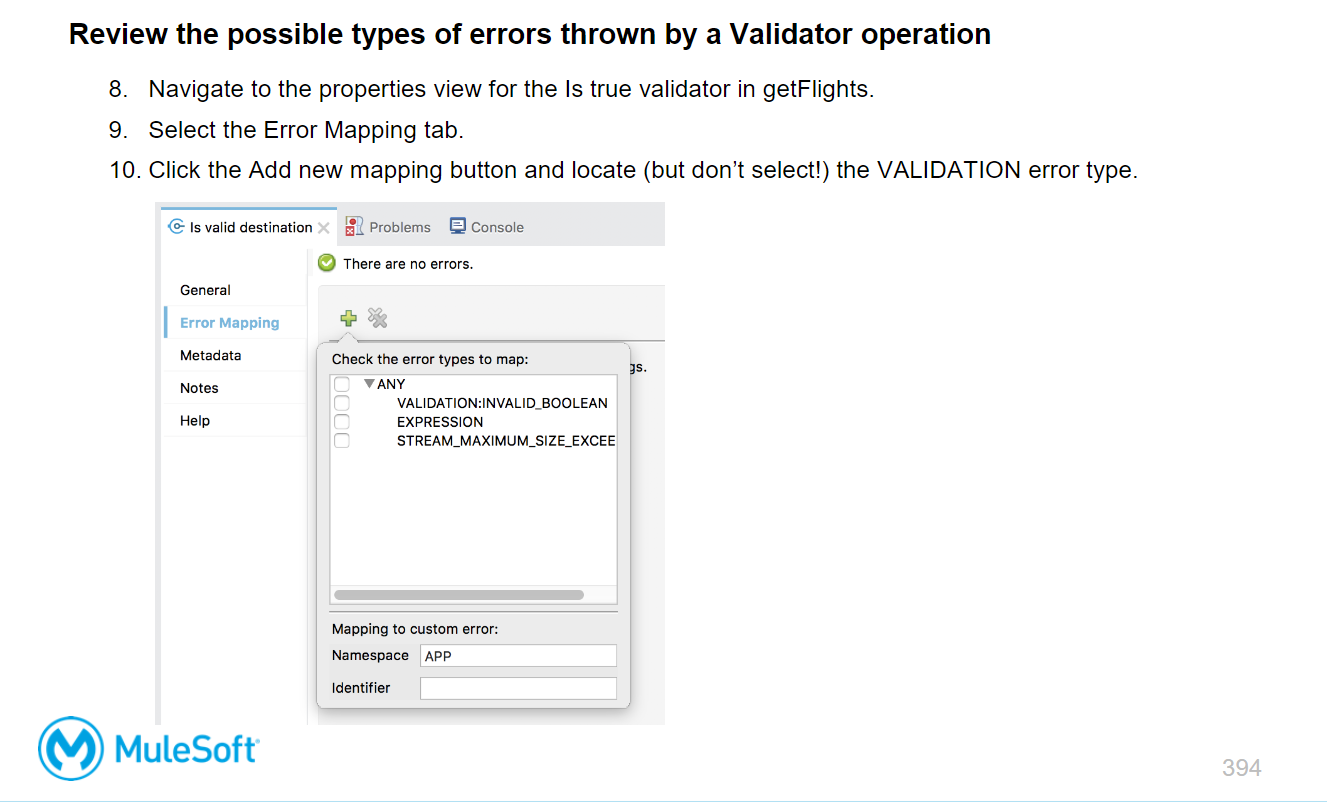 Review the possible types of errors thrown by a Validator operation
8. Navigate to the properties view for the Is true validator in getFlights.
9. Select the Error Mapping tab.
10. Click the Add new mapping button and locate (but don’t select!) the VALIDATION error type.
Is valid destination Problems Console
There are no errors.
General
Error Mapping
Metadata
Notes
Help
gs.
Check the error types to map:
ANY
VALIDATION:INVALID_BOOLEAN
EXPRESSION
STREAM_MAXIMUM_SIZE_EXCEE
Mapping to custom error:
Namespace APP
Identifier
MuleSoft
394